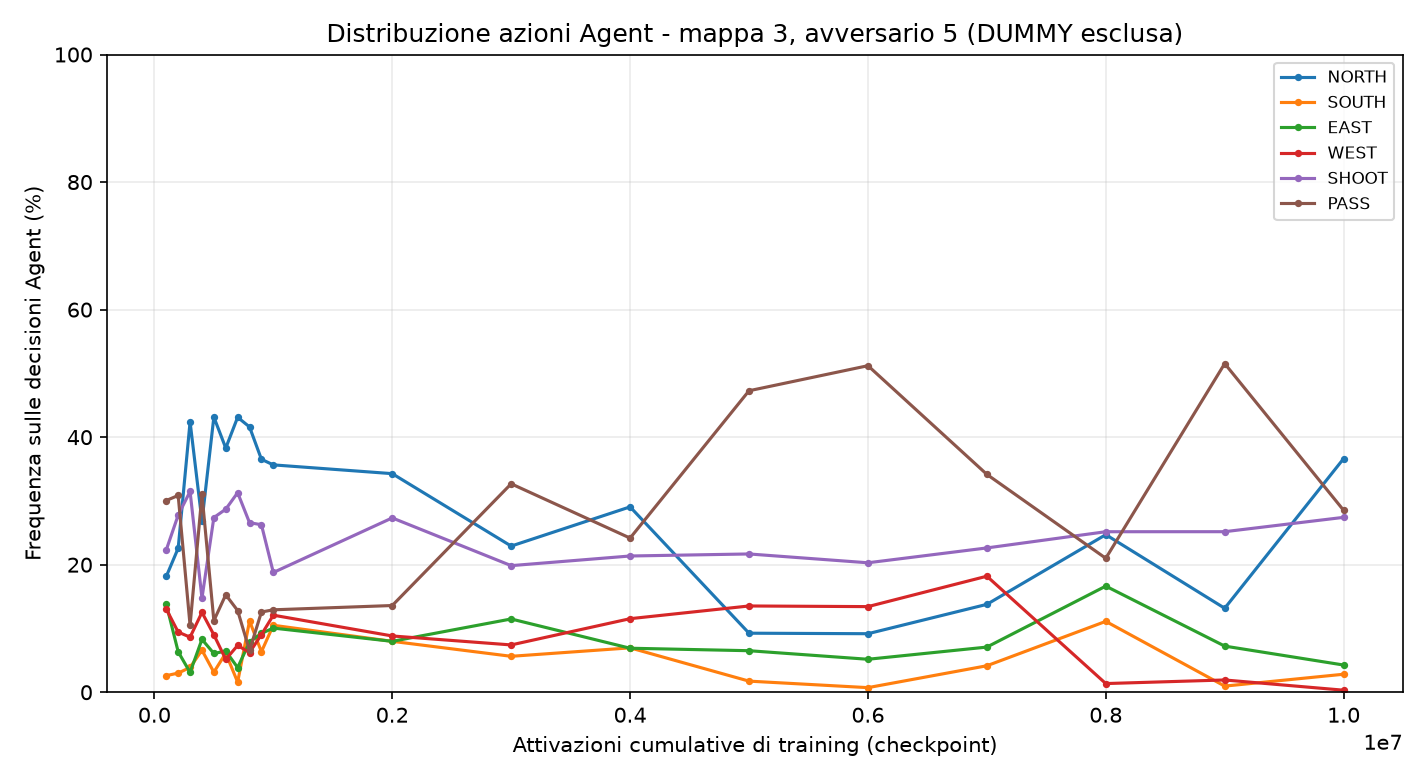 Distribuzione azioni Agent - mappa 3, avversario 5 (DUMMY esclusa)
Frequenza sulle decisioni Agent (%)
100
80
60
40
20
0
NORTH
SOUTH
EAST
WEST
SHOOT
PASS
0.0
0.2
0.4
0.6
0.8
1.0
1e7
Attivazioni cumulative di training (checkpoint)